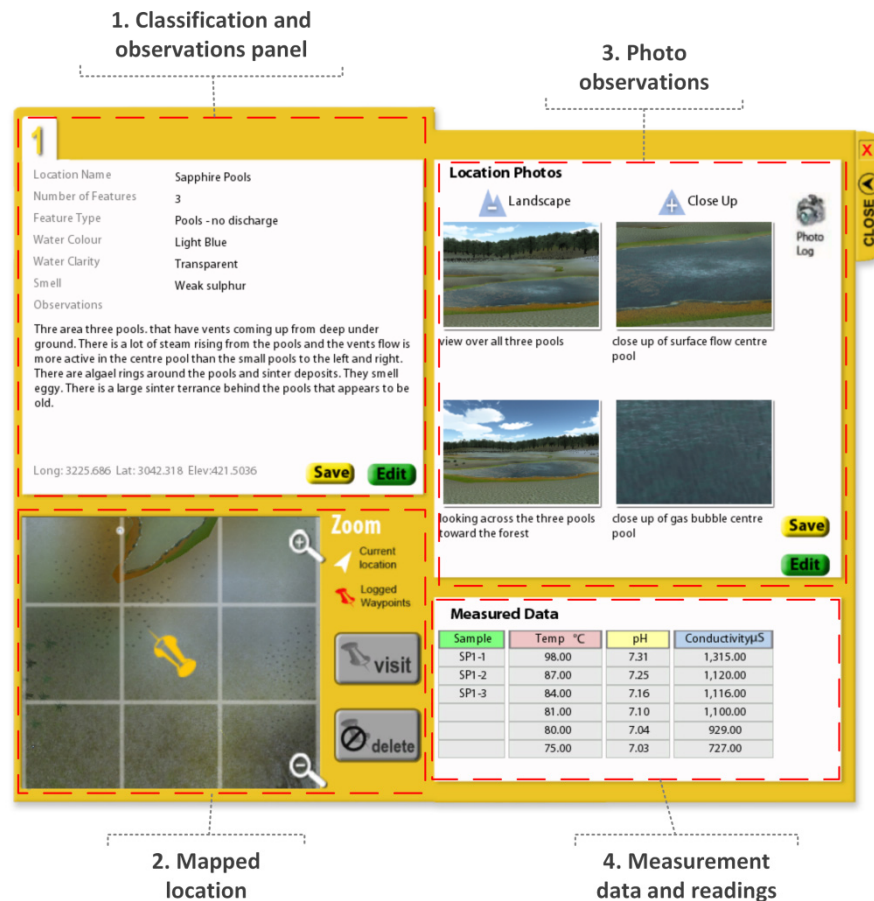 1. Classification and
observations panel
3. Photo
observations
1
Location Name Sapphire Pools
Number of Features 3
Feature Type Pools - no discharge
Water Colour Light Blue
Water Clarity Transparent
Smell Weak sulphur
Observations
Thre area three pools. that have vents coming up from deep under
ground. There is a lot of steam rising from the pools and the vents flow is
more active in the centre pool than the small pools to the left and right.
There are algael rings around the pools and sinter deposits. They smell
eggy. There is a large sinter terrance behind the pools that appears to be
old.
Long: 3225.686 Lat: 3042.318 Elev:421.5036
Save Edit
Location Photos
Landscape Close Up
Photo
Log
X
CLOSE
view over all three pools
close up of surface flow centre
pool
looking across the three pools
toward the forest
close up of gas bubble centre
pool
Save
Edit
Zoom
Current
location
Logged
Waypoints
visit
delete
Measured Data
Sample Temp °C pH ConductivityµS
SP1-1 98.00 7.31 1,315.00
SP1-2 87.00 7.25 1,120.00
SP1-3 84.00 7.16 1,116.00
81.00 7.10 1,100.00
80.00 7.04 929.00
75.00 7.03 727.00
2. Mapped
location
4. Measurement
data and readings